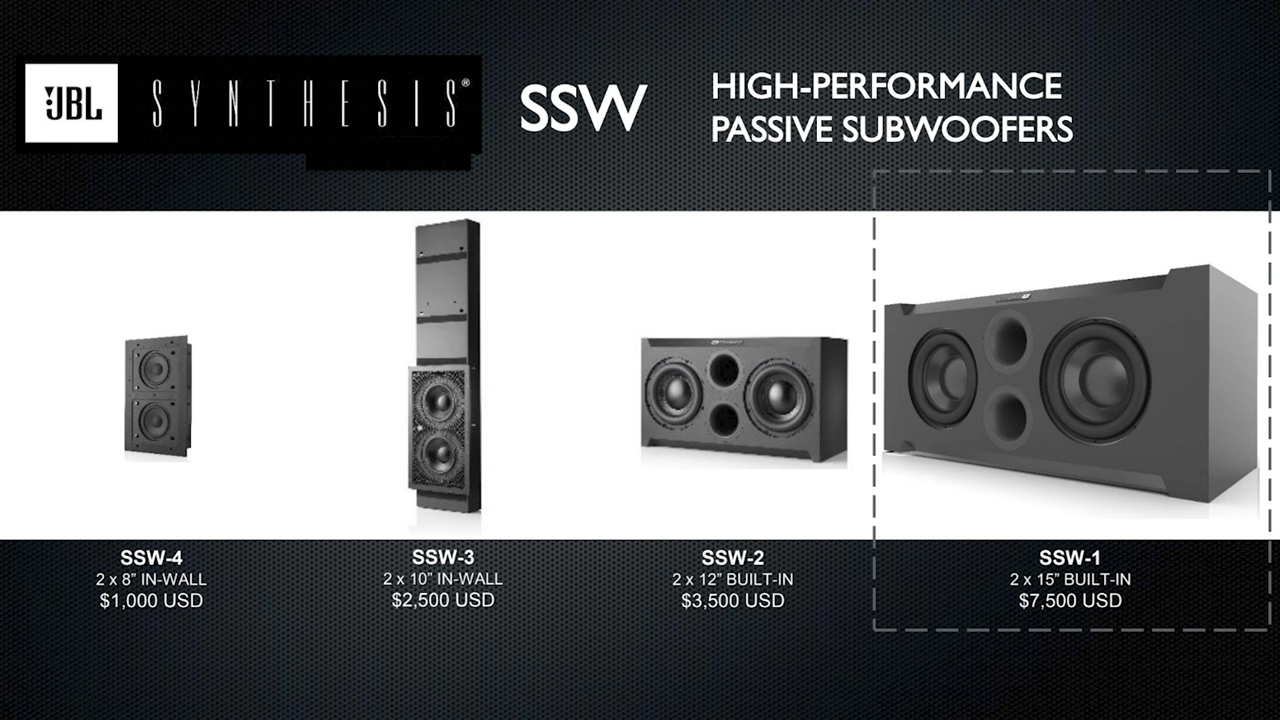 JBL SYNTHESIS®
SSW
HIGH-PERFORMANCE
PASSIVE SUBWOOFERS
SSW-4
2 x 8” IN-WALL
$1,000 USD
SSW-3
2 x 10” IN-WALL
$2,500 USD
SSW-2
2 x 12” BUILT-IN
$3,500 USD
SSW-1
2 x 15” BUILT-IN
$7,500 USD